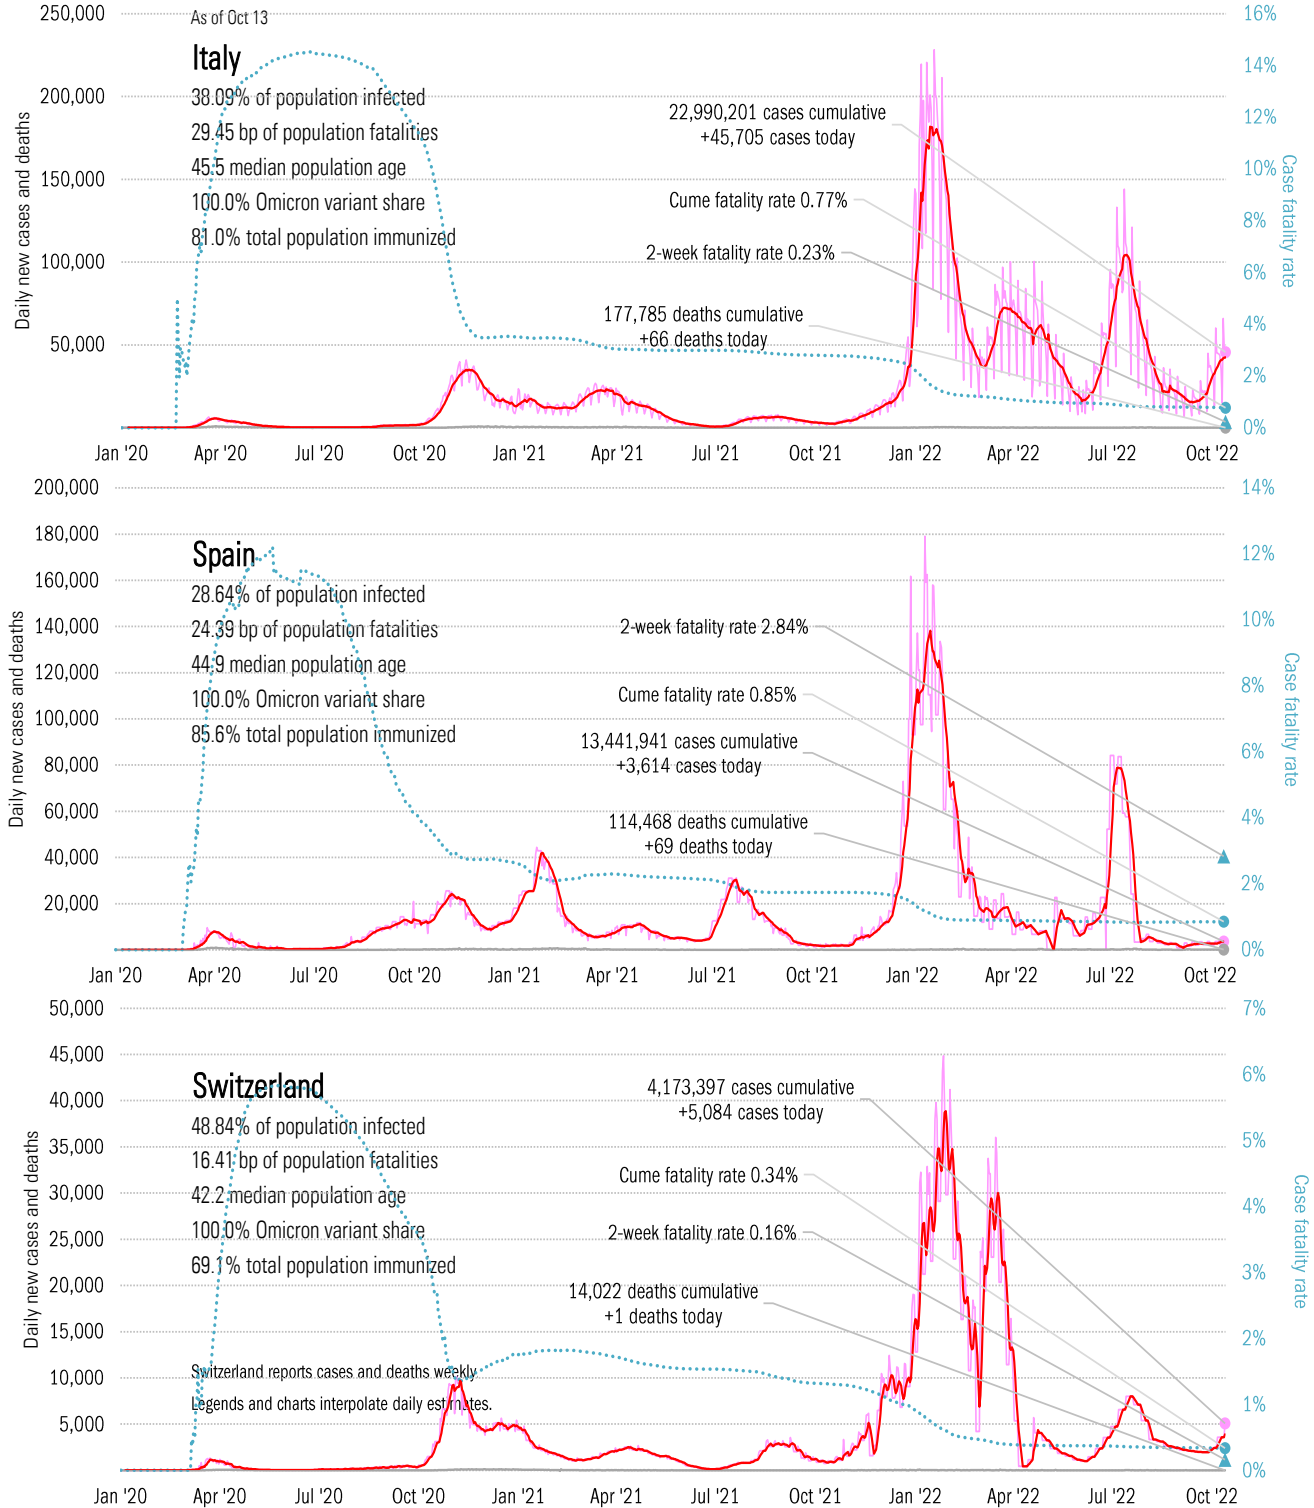 250,000
As of Oct 13
16%
Italy
14%
38.09% of population infected
200,000
22,990,201 cases cumulative
12%
29.45 bp of population fatalities
+45,705 cases today
45.5 median population age
150,000
10%
100.0% Omicron variant share
Cume fatality rate 0.77%
8%
81.0% total population immunized
2-week fatality rate 0.23%
100,000
6%
177,785 deaths cumulative
4%
+66 deaths today
50,000
2%
0%
Daily new cases and deaths
Case fatality rate
Jan '20 Apr '20 Jul '20 Oct '20 Jan '21 Apr '21 Jul '21 Oct '21 Jan '22 Apr '22 Jul '22 Oct '22
200,000
14%
180,000
Spain
12%
160,000
28.64% of population infected
140,000
24.39 bp of population fatalities
2-week fatality rate 2.84%
10%
44.9 median population age
120,000
100.0% Omicron variant share
Cume fatality rate 0.85%
8%
100,000
85.6% total population immunized
13,441,941 cases cumulative
+3,614 cases today
6%
80,000
60,000
114,468 deaths cumulative
4%
+69 deaths today
40,000
2%
20,000
0%
Daily new cases and deaths
Case fatality rate
Jan '20 Apr '20 Jul '20 Oct '20 Jan '21 Apr '21 Jul '21 Oct '21 Jan '22 Apr '22 Jul '22 Oct '22
50,000
7%
45,000
Switzerland
6%
4,173,397 cases cumulative
40,000
+5,084 cases today
48.84% of population infected
35,000
5%
16.41 bp of population fatalities
Cume fatality rate 0.34%
42.2 median population age
30,000
4%
100.0% Omicron variant share
2-week fatality rate 0.16%
25,000
69.1% total population immunized
3%
20,000
14,022 deaths cumulative
+1 deaths today
15,000
2%
Switzerland reports cases and deaths weekly.
10,000
Legends and charts interpolate daily estimates.
1%
5,000
0%
Daily new cases and deaths
Case fatality rate
Jan '20 Apr '20 Jul '20 Oct '20 Jan '21 Apr '21 Jul '21 Oct '21 Jan '22 Apr '22 Jul '22 Oct '22